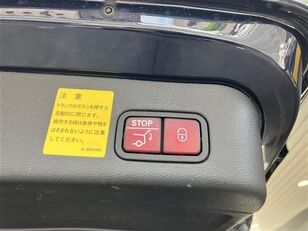 注 意
トランクはボタンを押すと
自動的に閉じます。
操作する時は身体や物を
はさまれないように注意
してください。
STOP